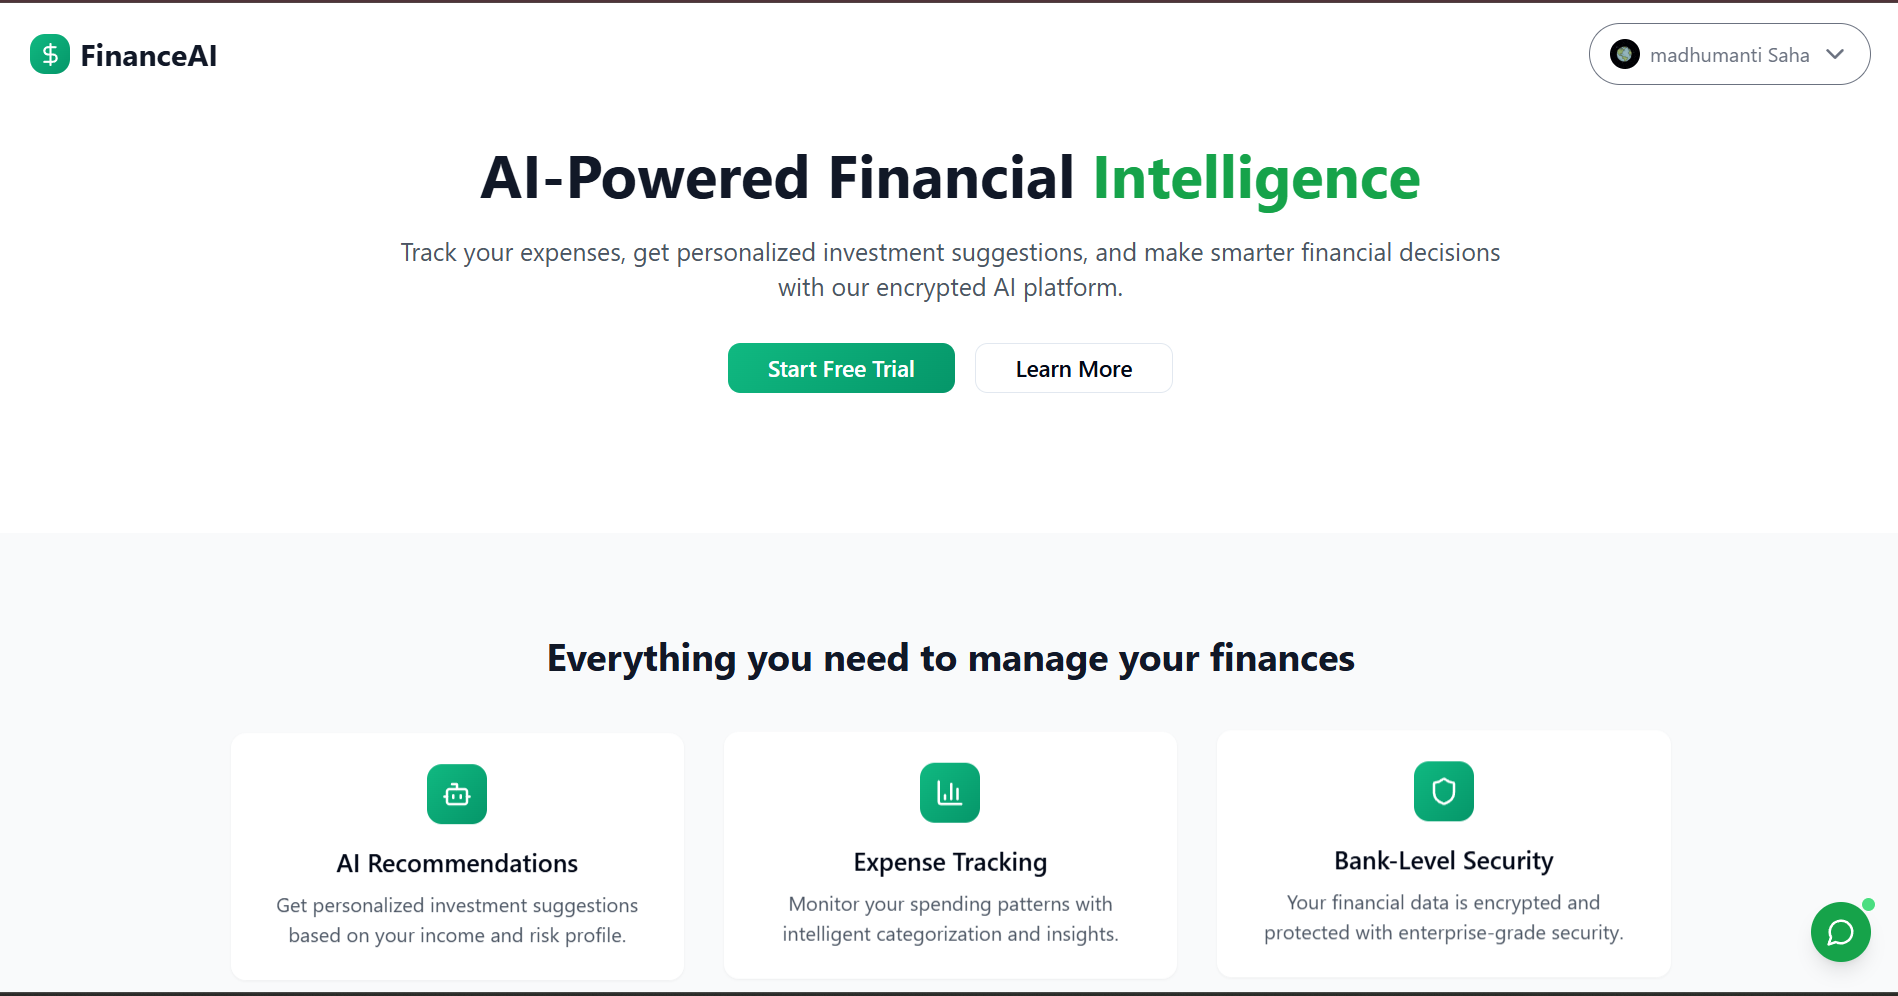 FinanceAI
madhumanti Saha
AI-Powered Financial Intelligence
Track your expenses, get personalized investment suggestions, and make smarter financial decisions
with our encrypted AI platform.
Start Free Trial
Learn More
Everything you need to manage your finances
AI Recommendations
Get personalized investment suggestions
based on your income and risk profile.
Expense Tracking
Monitor your spending patterns with
intelligent categorization and insights.
Bank-Level Security
Your financial data is encrypted and
protected with enterprise-grade security.